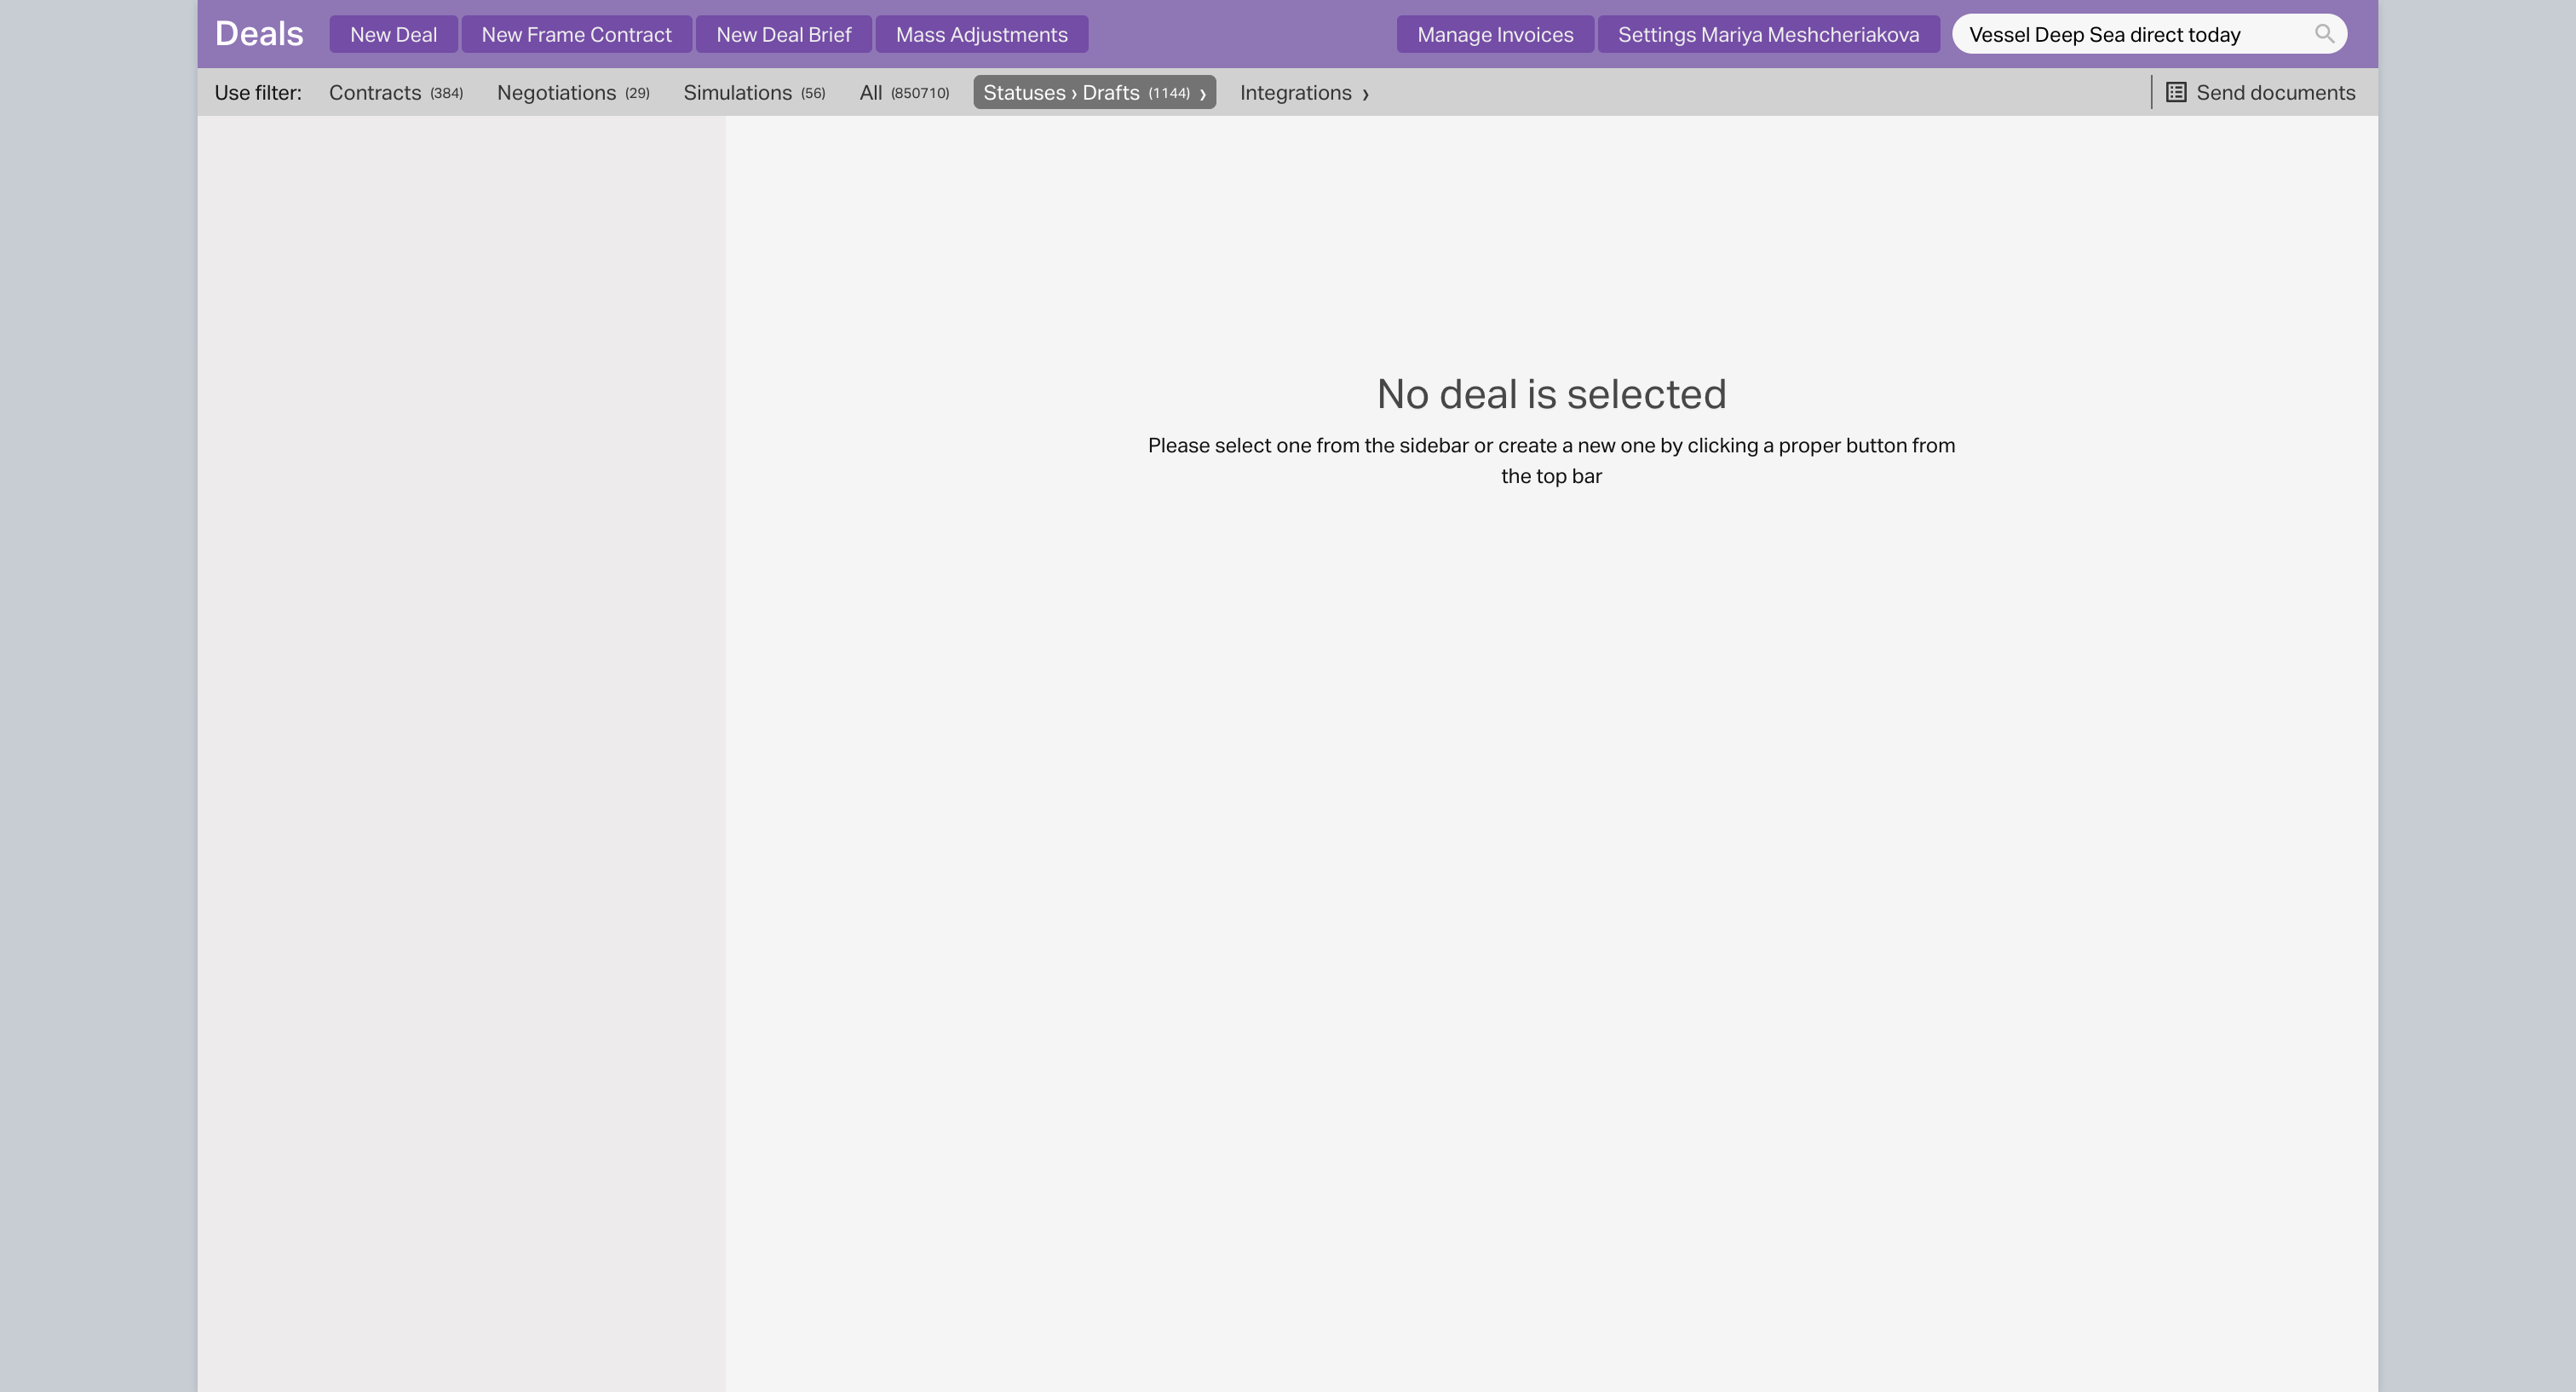 Deals New Deal New Frame Contract New Deal Brief Mass Adjustments Manage Invoices Settings Mariya Meshcheriakova Vessel Deep Sea direct today
Use filter: Contracts (384) Negotiations (29) Simulations (56) All (850710) Statuses › Drafts (1144) › Integrations › Send documents
No deal is selected
Please select one from the sidebar or create a new one by clicking a proper button from
the top bar